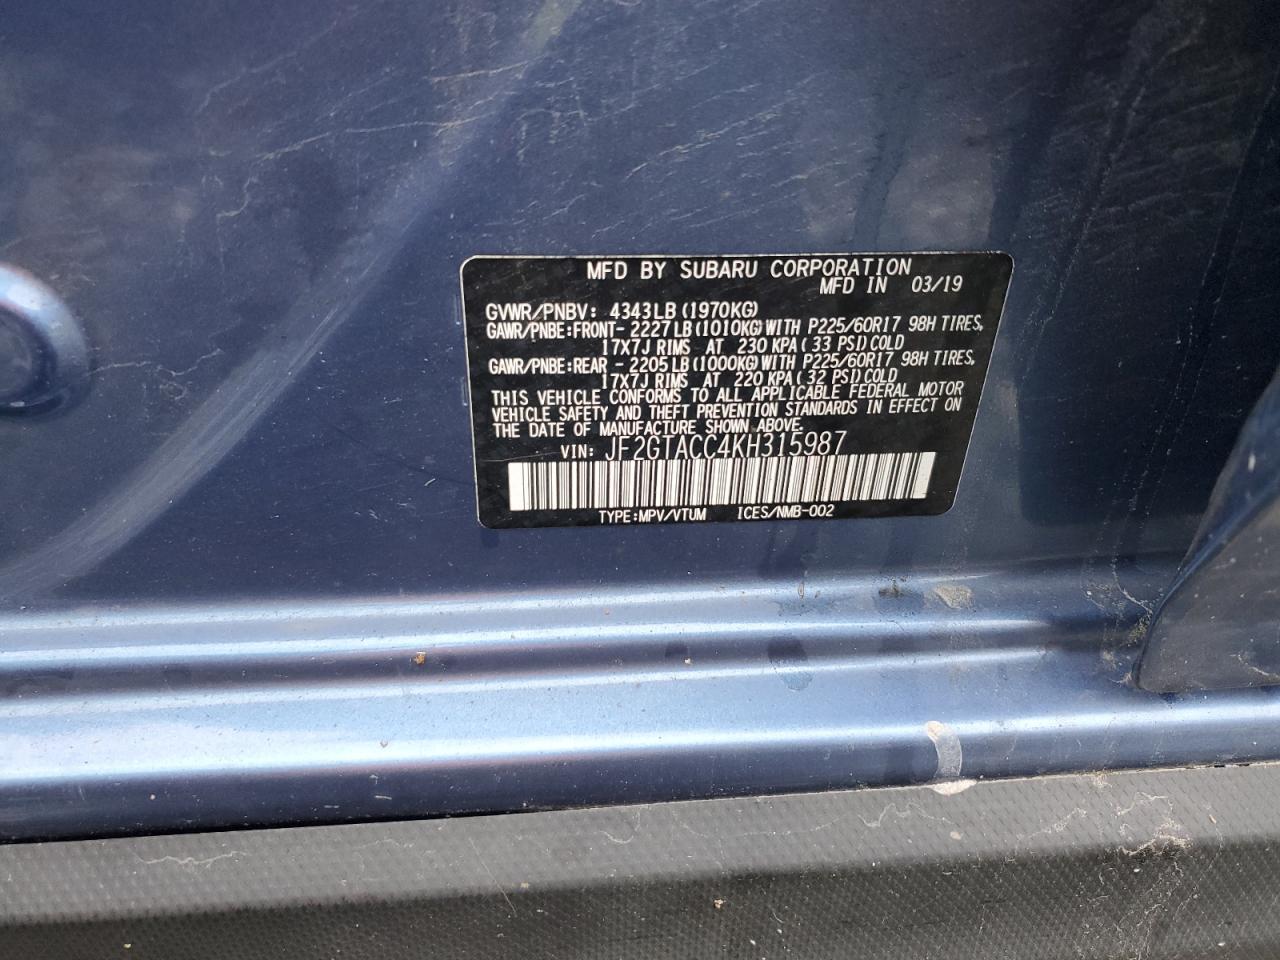 MFD BY SUBARU CORPORATION
MFD IN 03/19
GVWR/PNBV: 4343LB(1970KG)
GAWR/PNBE:FRONT-2227LB(1010KG)WITH P225/60R17 98H TIRES,
17X7J RIMS AT 230 KPA(33 PSI)COLD
GAWR/PNBE:REAR -2205LB(1000KG)WITH P225/60R17 98H TIRES,
17X7J RIMS AT 220 KPA(32 PSI)COLD
THIS VEHICLE CONFORMS TO ALL APPLICABLE FEDERAL MOTOR
VEHICLE SAFETY AND THEFT PREVENTION STANDARDS IN EFFECT ON
THE DATE OF MANUFACTURE SHOWN ABOVE.
VIN: JF2GTACC4KH315987
TYPE:MPV/VTUM ICES/NMB-002